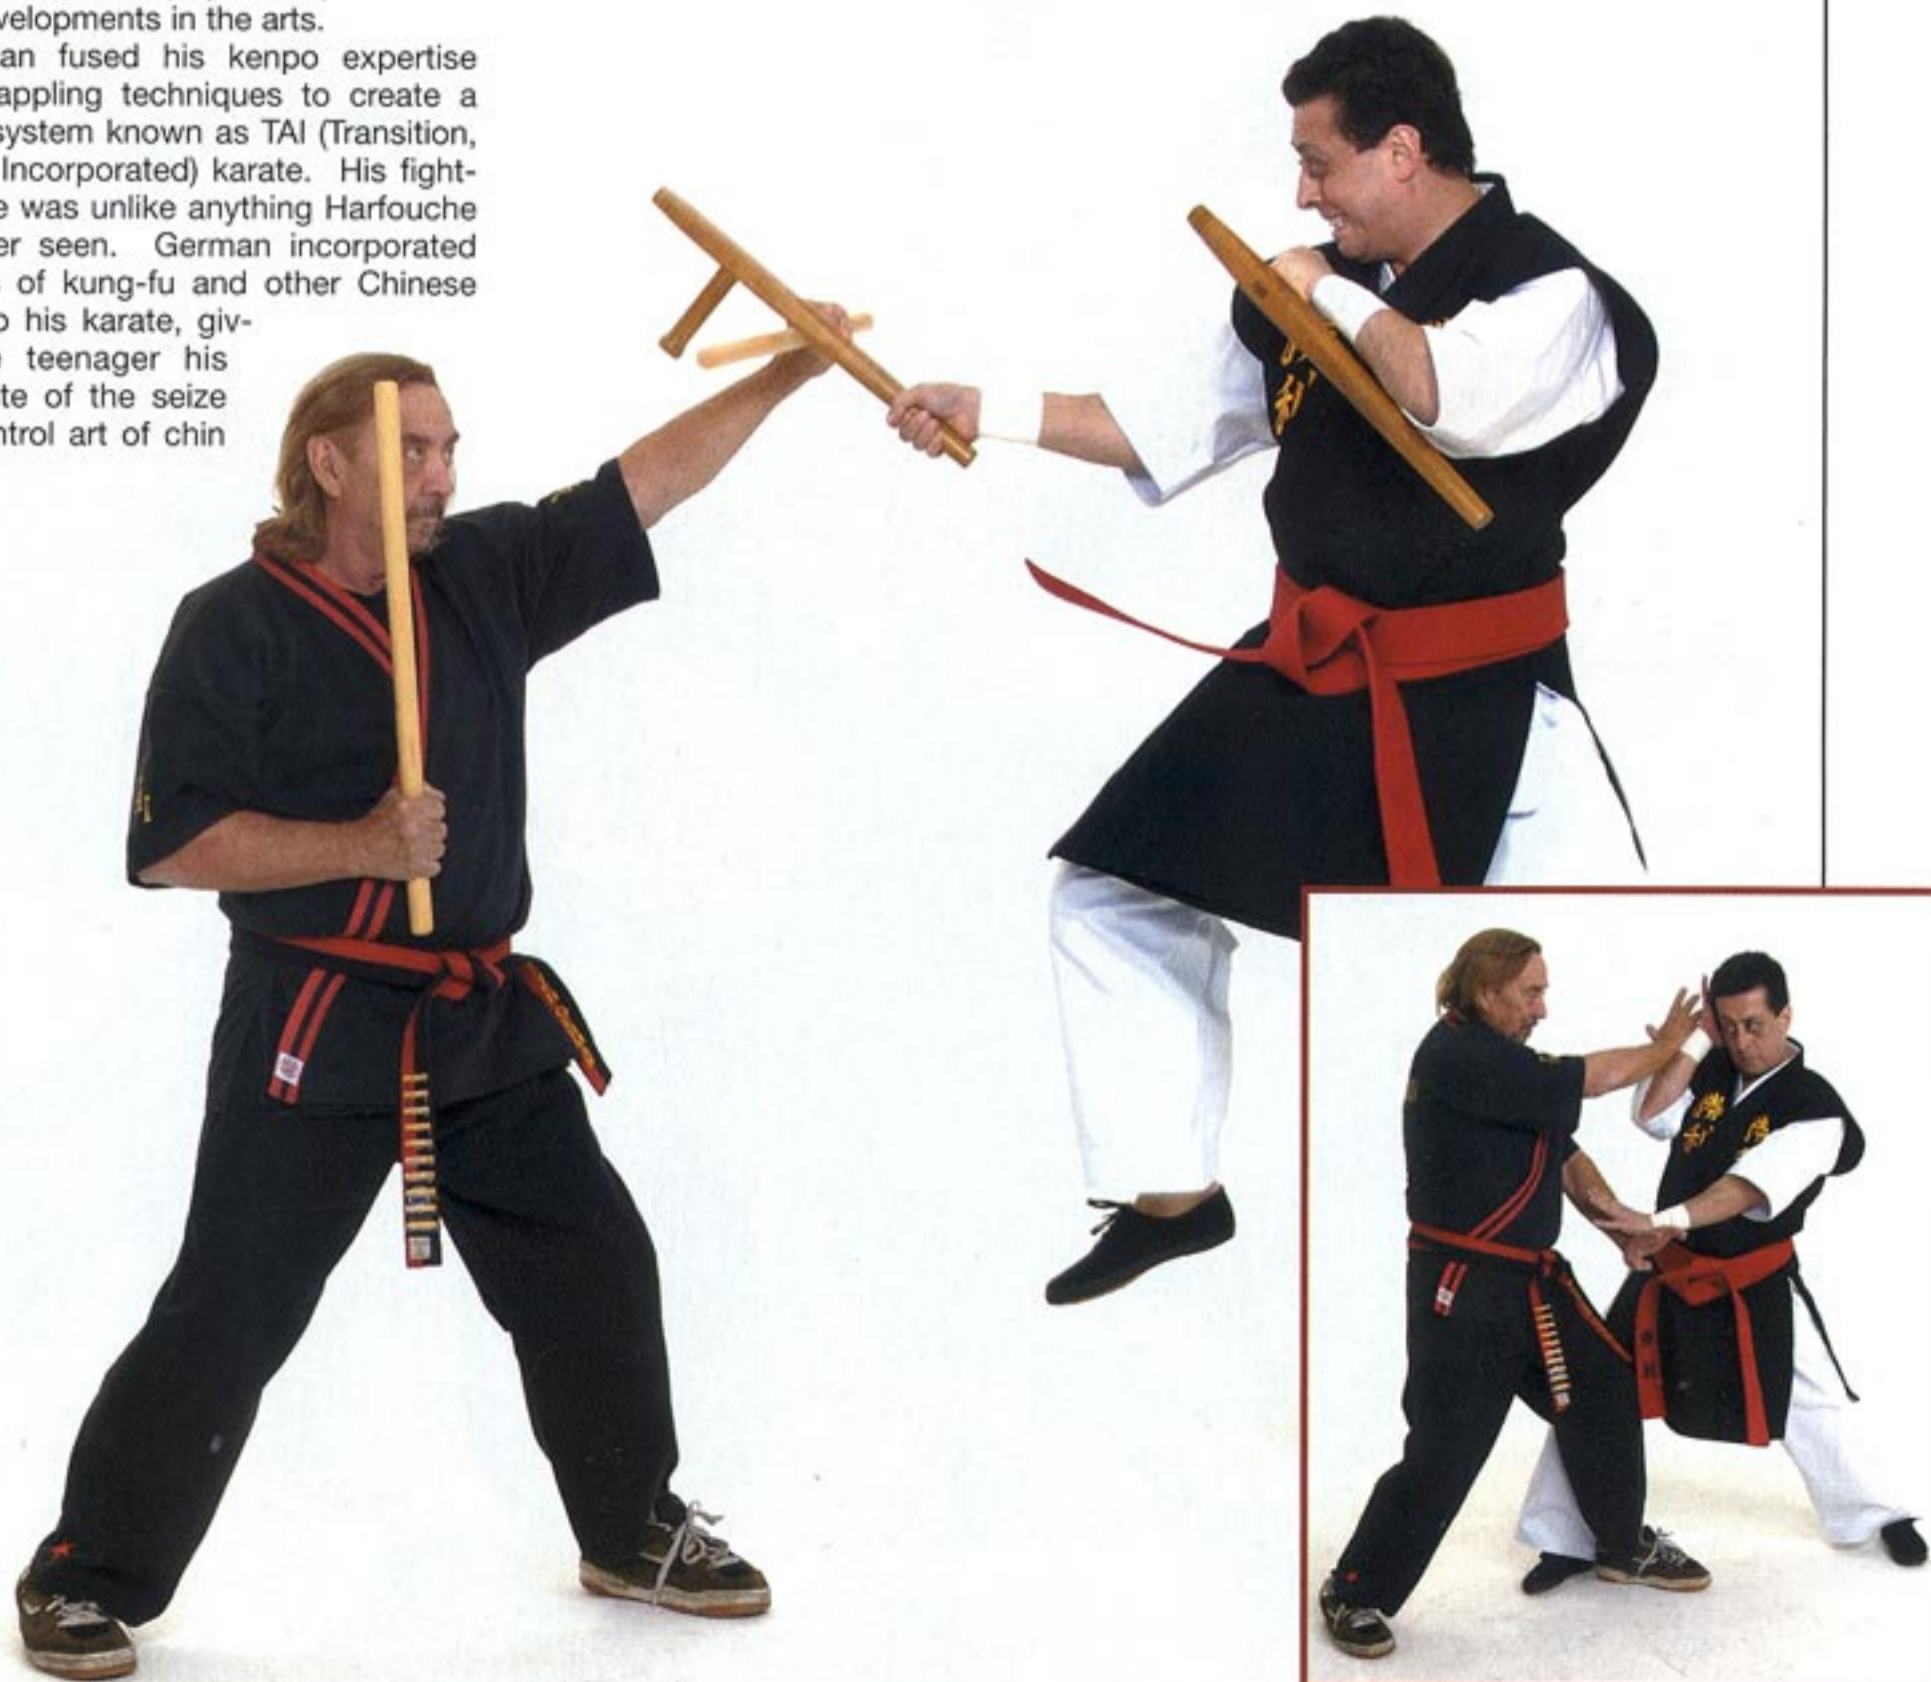 velopments in the arts.
an fused his kenpo expertise
appling techniques to create a
system known as TAI (Transition,
Incorporated) karate. His fight-
e was unlike anything Harfouche
er seen. German incorporated
s of kung-fu and other Chinese
o his karate, giv-
e teenager his
te of the seize
ntrol art of chin